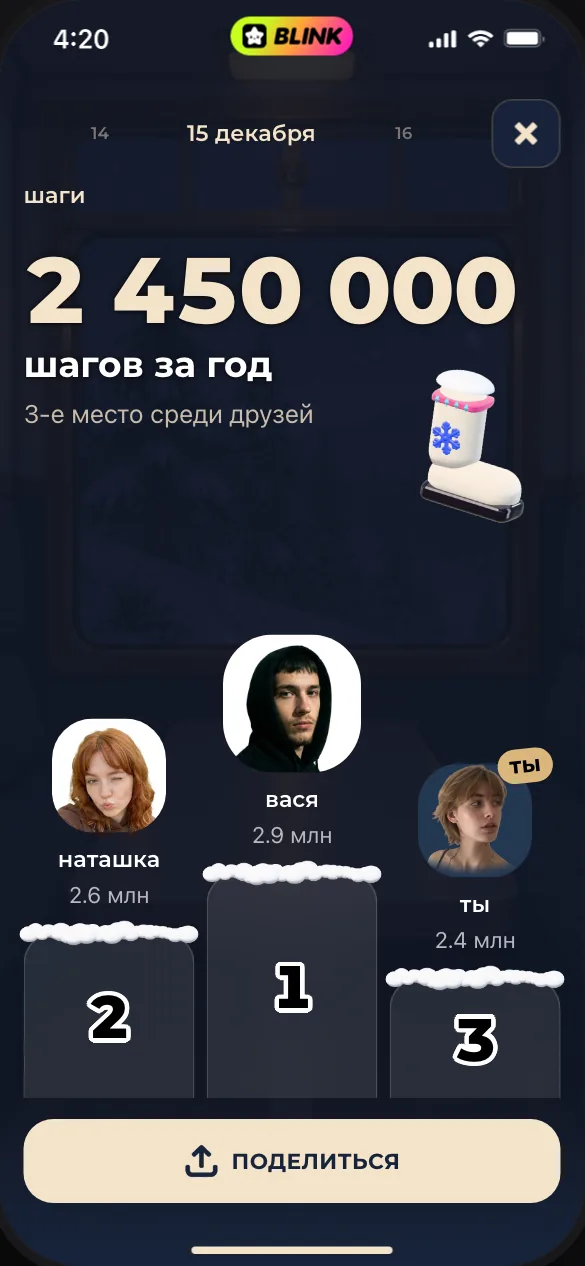 4:20
BLINK
14
15 декабря
16
шаги
2 450 000
шагов за год
3-е место среди друзей
вася
2.9 млн
ты
наташка
2.6 млн
ты
2.4 млн
1
2
3
ПОДЕЛИТЬСЯ